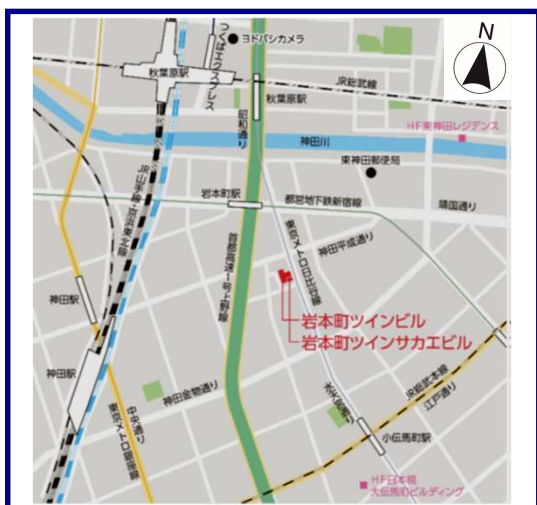 N
ヨドバシカメラ
つくばエクスプレス
秋葉原駅
JR総武線
秋葉原駅
昭和通り
HF東神田レジデンス
神田川
東神田郵便局
JR山手線・京浜東北線
岩本町駅
都営地下鉄新宿線
靖国通り
東京メトロ日比谷線
神田平成通り
首都高速1号上野線
神田駅
岩本町ツインビル
岩本町ツインサカエビル
神田駅
神田金物通り
JR総武本線
江戸通り
水天宮通り
中央通り
東京メトロ銀座線
小伝馬町駅
HF日本橋
大伝馬町ビルディング